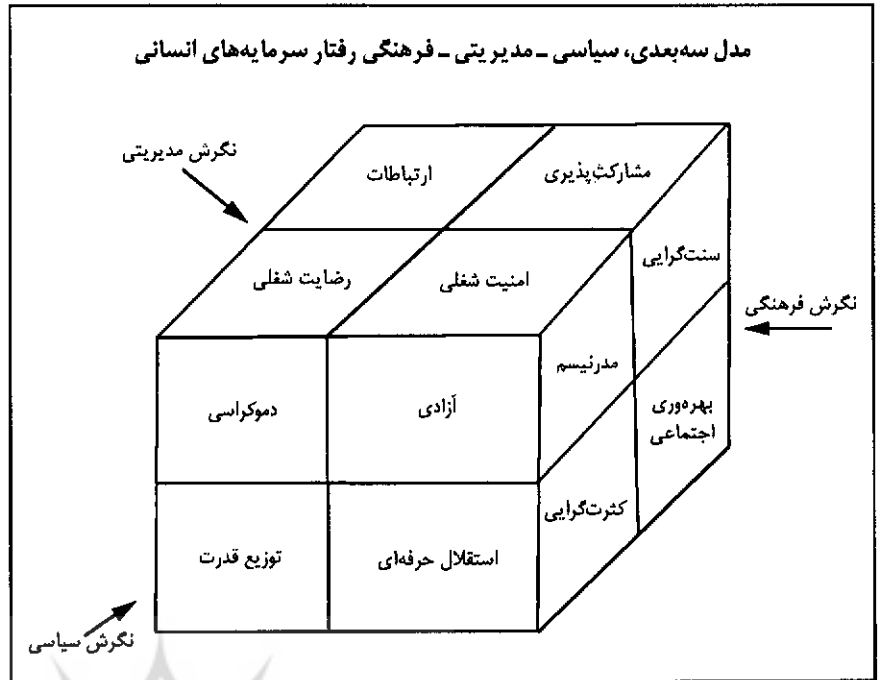 مدل سه‌بعدی، سیاسی ـ مدیریتی ـ فرهنگی رفتار سرمایه‌های انسانی
نگرش مدیریتی
ارتباطات
مشارکت‌پذیری
رضایت شغلی
امنیت شغلی
سنت‌گرایی
نگرش فرهنگی
مدرنیسم
بهره‌وری
اجتماعی
دموکراسی
آزادی
کثرت‌گرایی
توزیع قدرت
استقلال حرفه‌ای
نگرش سیاسی